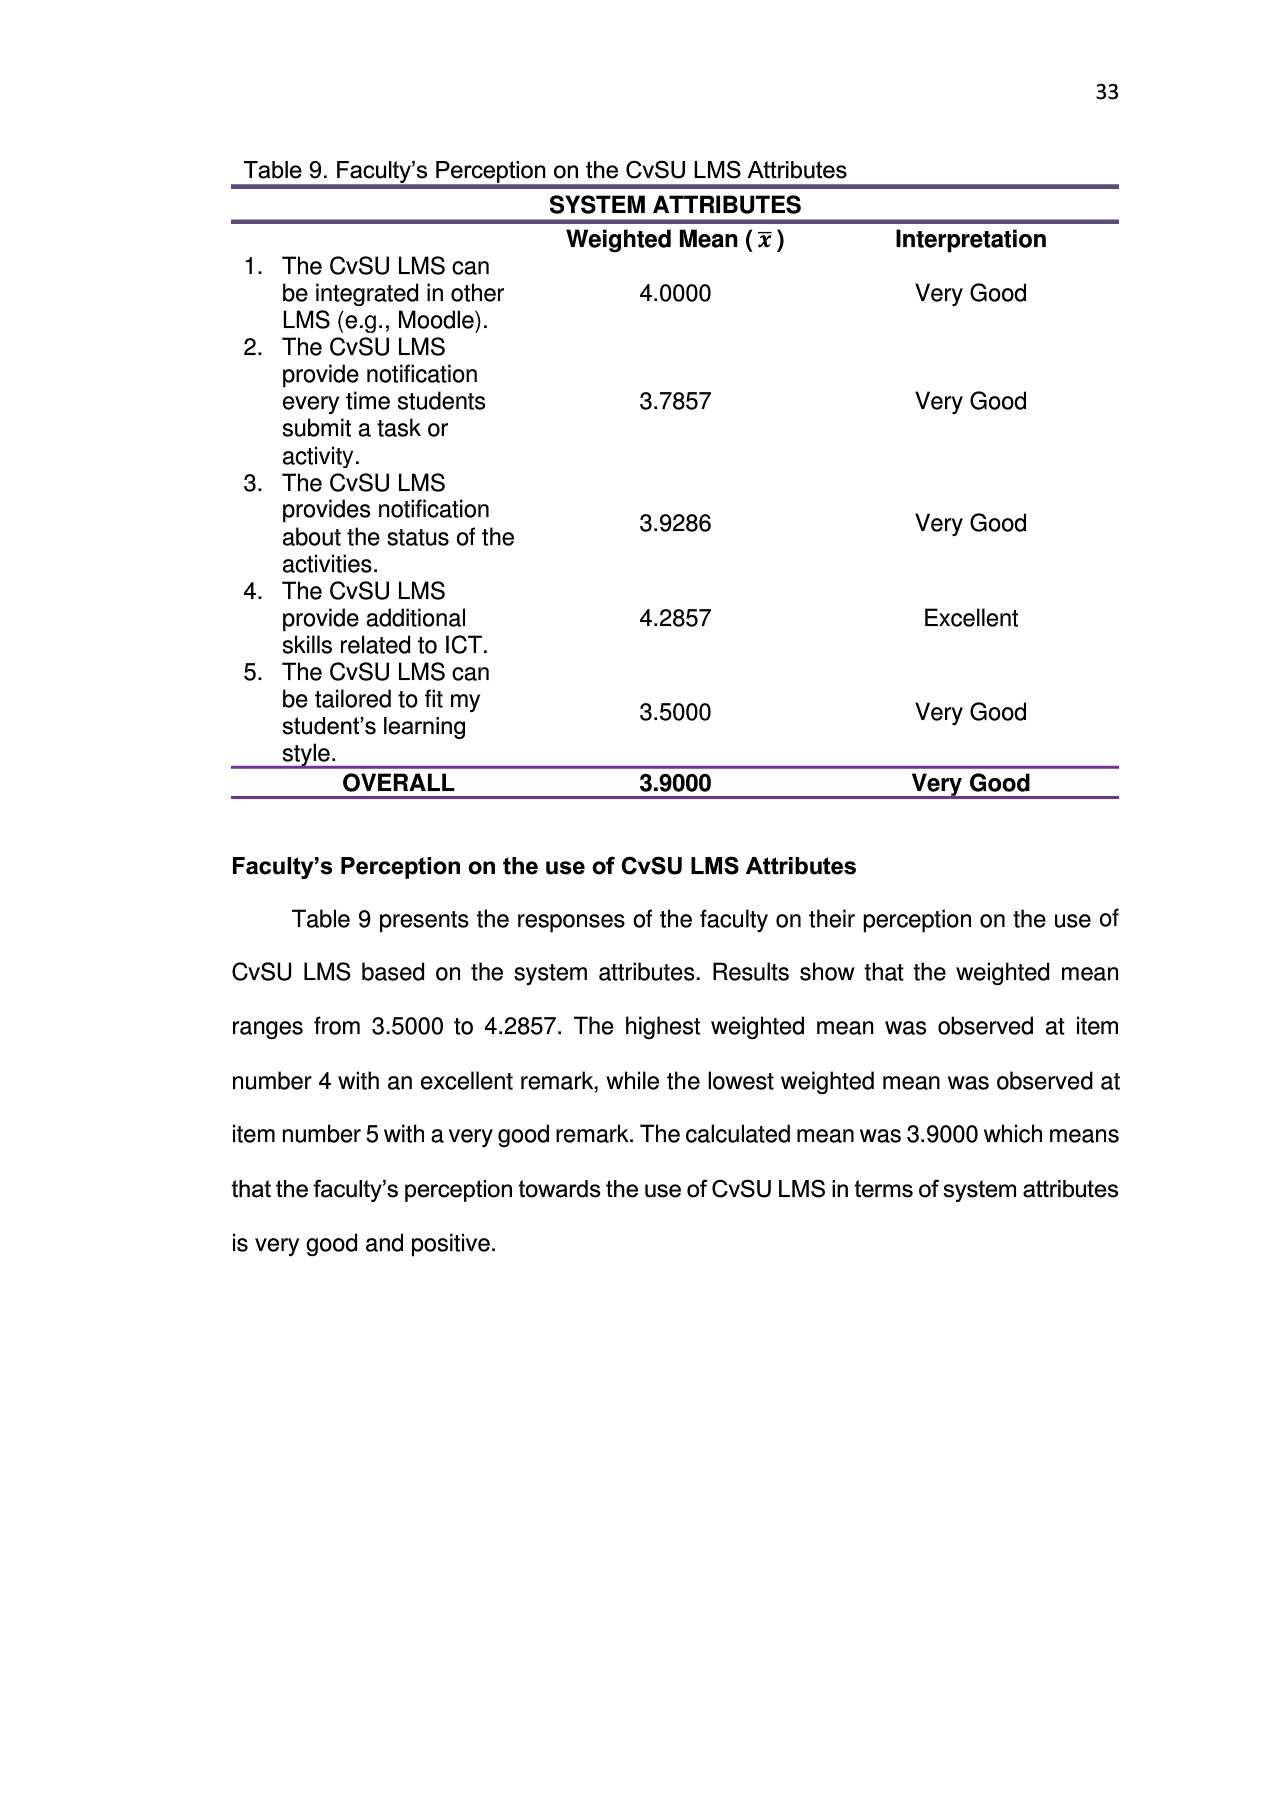 33
Table 9. Faculty’s Perception on the CvSU LMS Attributes
SYSTEM ATTRIBUTES
Weighted Mean ( x̅ ) Interpretation
1. The CvSU LMS can
be integrated in other 4.0000 Very Good
LMS (e.g., Moodle).
2. The CvSU LMS
provide notification
every time students 3.7857 Very Good
submit a task or
activity.
3. The CvSU LMS
provides notification
about the status of the 3.9286 Very Good
activities.
4. The CvSU LMS
provide additional 4.2857 Excellent
skills related to ICT.
5. The CvSU LMS can
be tailored to fit my
student’s learning 3.5000 Very Good
style.
OVERALL 3.9000 Very Good
Faculty’s Perception on the use of CvSU LMS Attributes
Table 9 presents the responses of the faculty on their perception on the use of
CvSU LMS based on the system attributes. Results show that the weighted mean
ranges from 3.5000 to 4.2857. The highest weighted mean was observed at item
number 4 with an excellent remark, while the lowest weighted mean was observed at
item number 5 with a very good remark. The calculated mean was 3.9000 which means
that the faculty’s perception towards the use of CvSU LMS in terms of system attributes
is very good and positive.